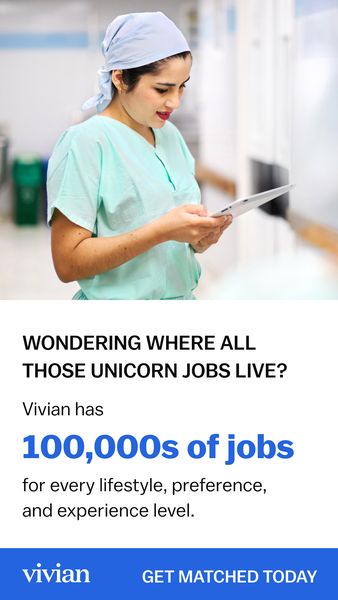 WONDERING WHERE ALL
THOSE UNICORN JOBS LIVE?
Vivian has
100,000s of jobs
for every lifestyle, preference,
and experience level.
vivian GET MATCHED TODAY